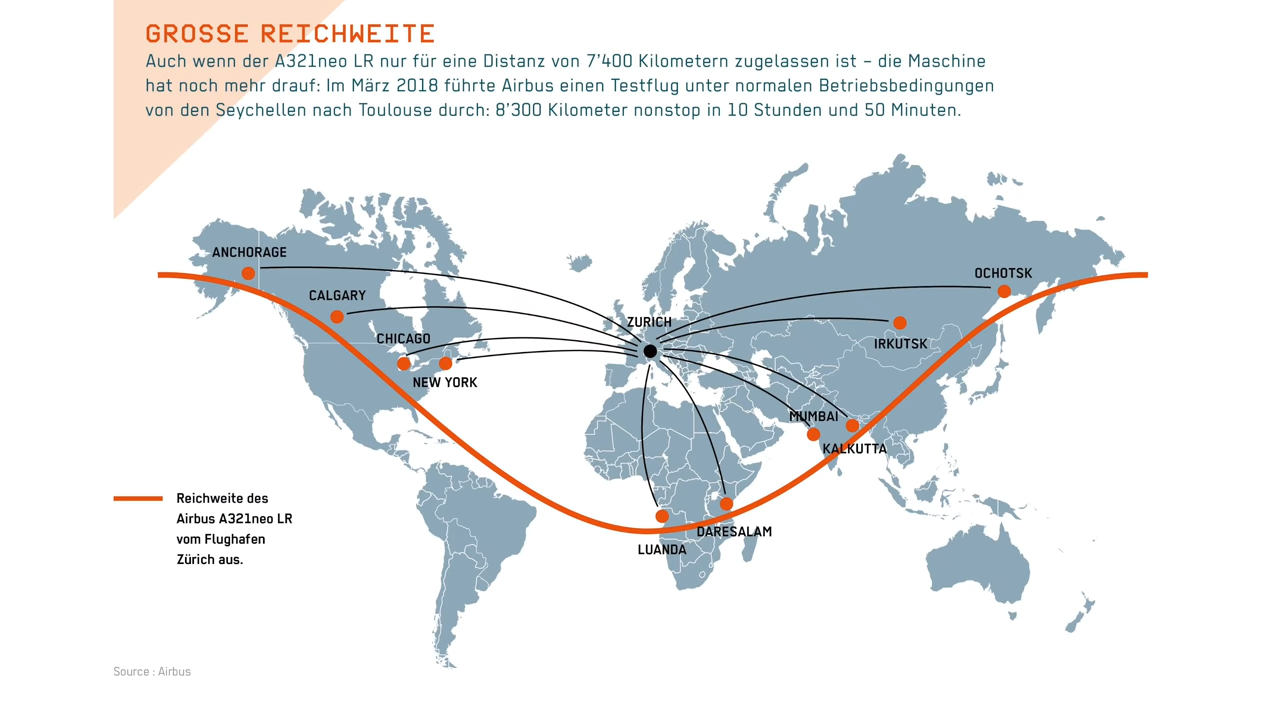 GROSSE REICHWEITE
Auch wenn der A321neo LR nur für eine Distanz von 7'400 Kilometern zugelassen ist – die Maschine
hat noch mehr drauf: Im März 2018 führte Airbus einen Testflug unter normalen Betriebsbedingungen
von den Seychellen nach Toulouse durch: 8'300 Kilometer nonstop in 10 Stunden und 50 Minuten.
ANCHORAGE
OCHOTSK
CALGARY
ZURICH
CHICAGO
IRKUTSK
NEW YORK
MUMBAI
KALKUTTA
Reichweite des
Airbus A321neo LR
vom Flughafen
Zürich aus.
DARESALAM
LUANDA
Source : Airbus